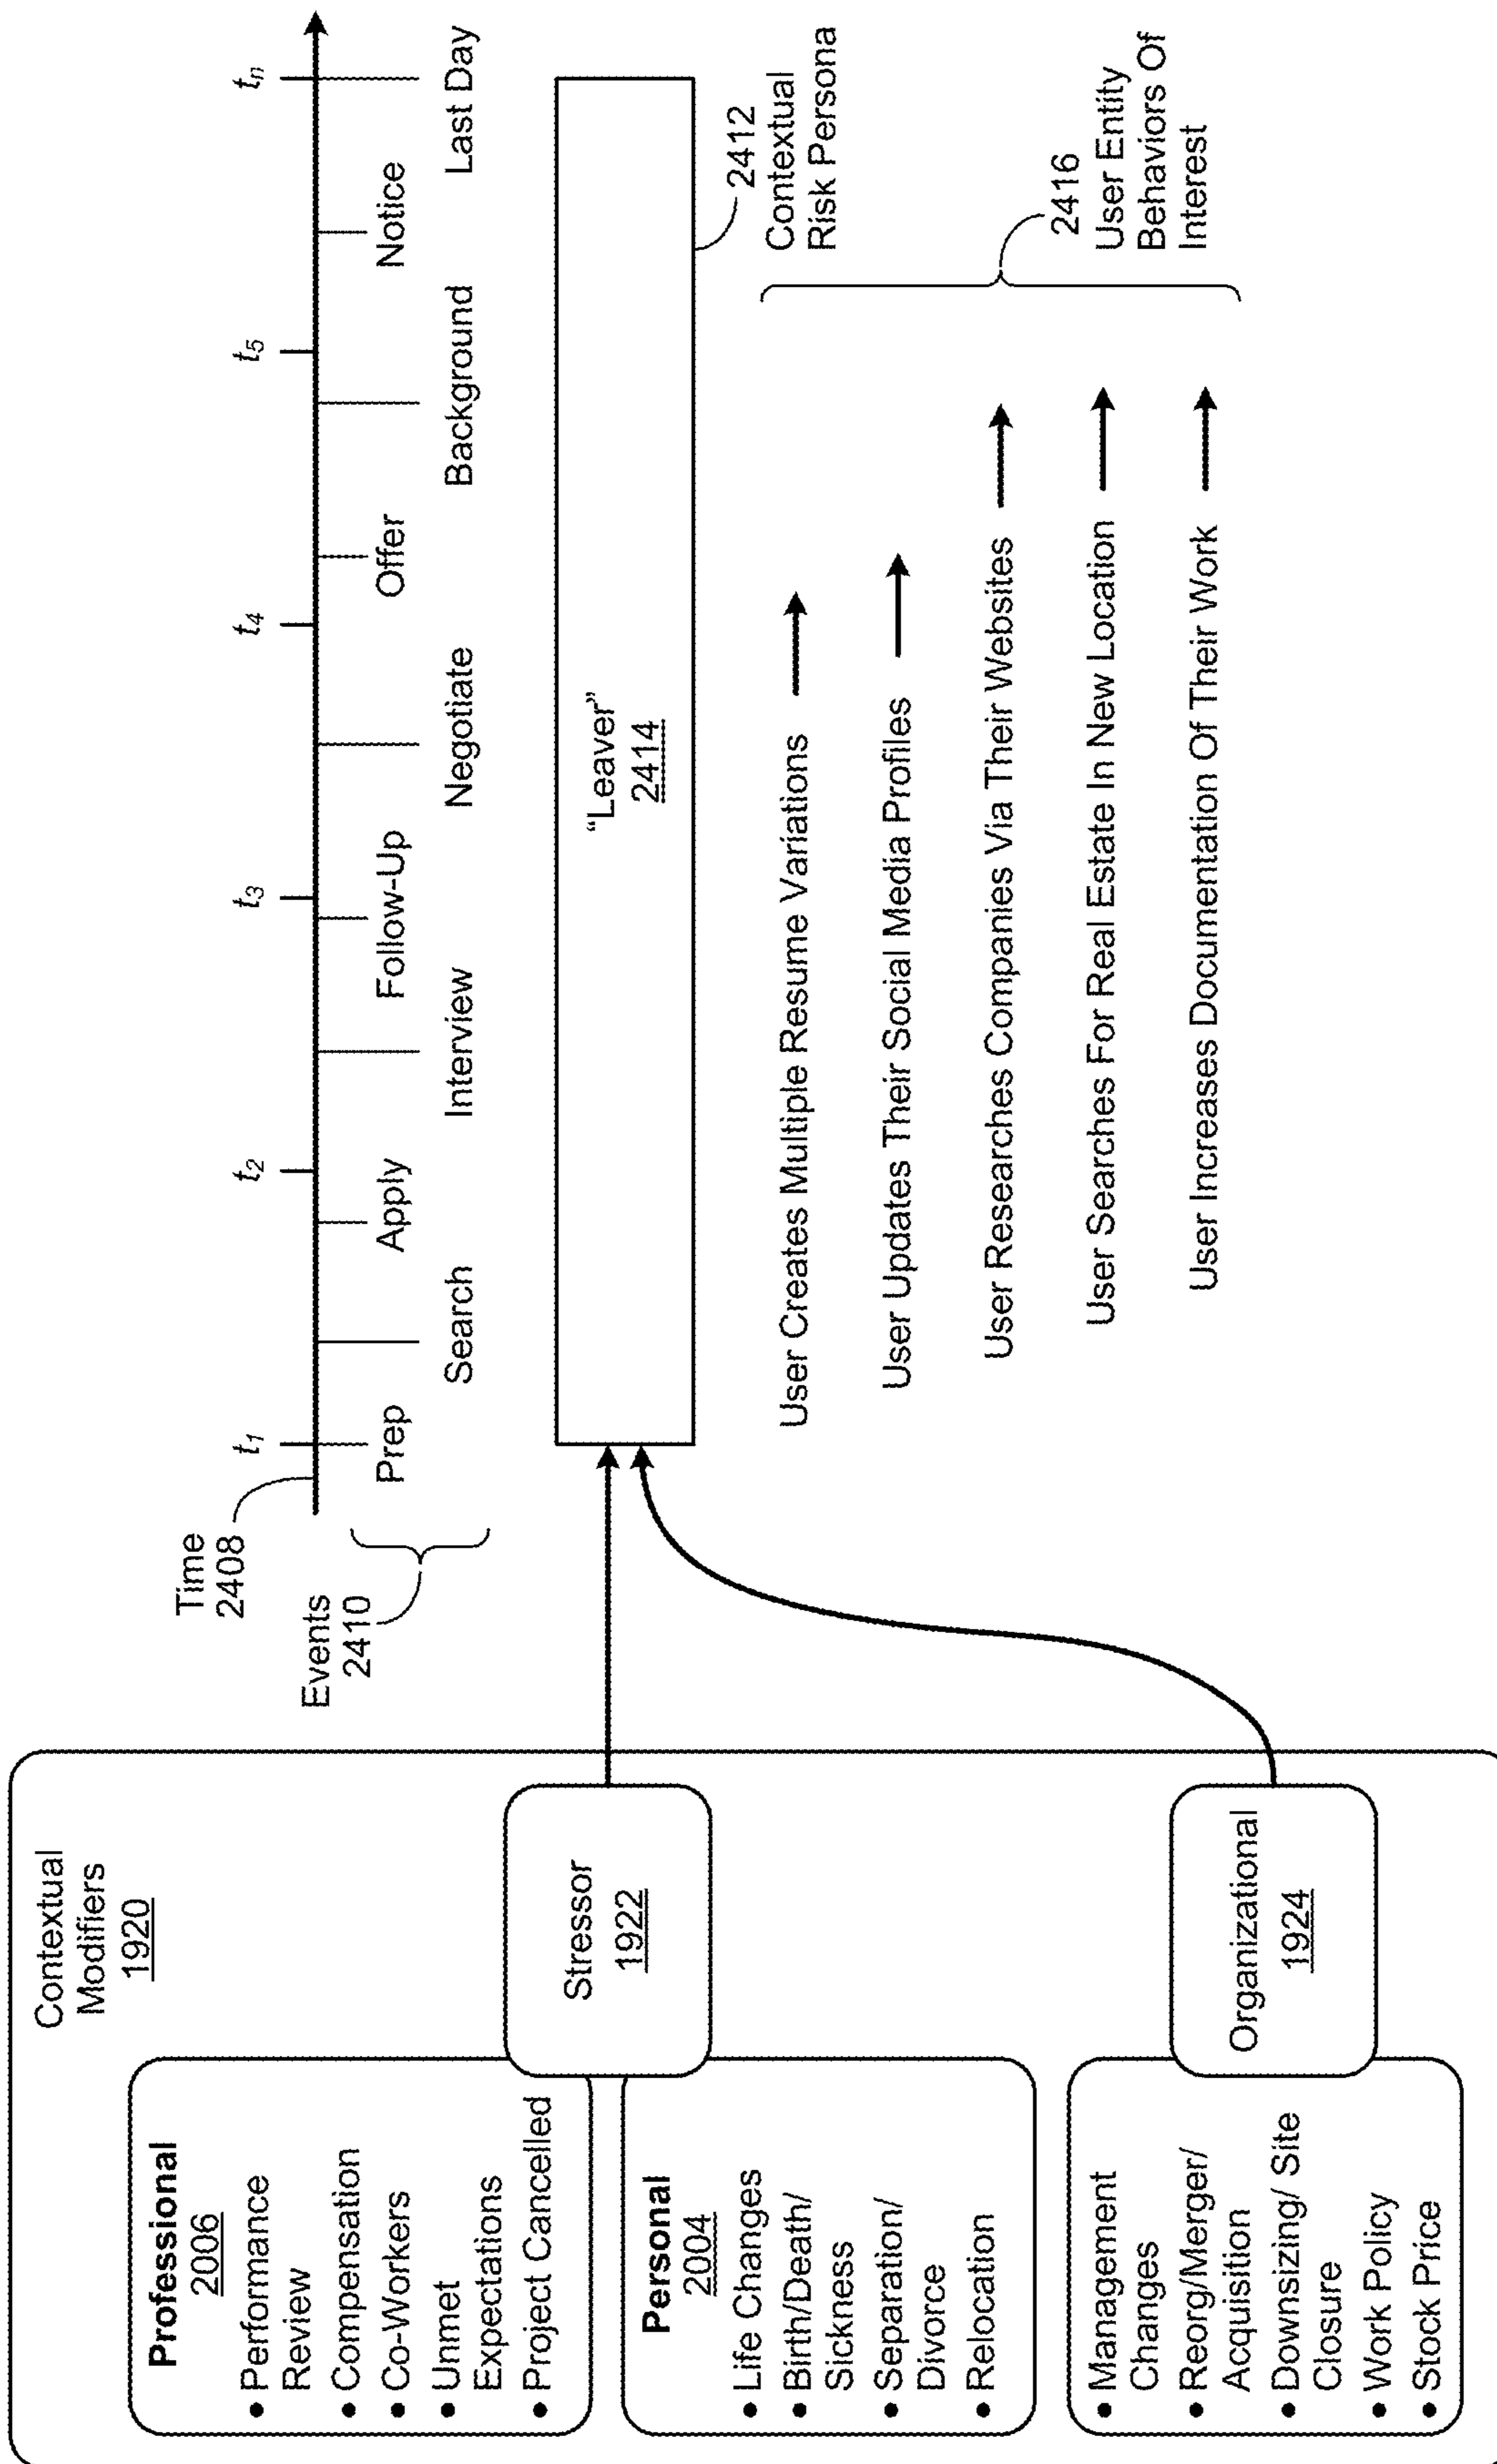 Contextual
Modifiers
1920
Professional
2006
• Performance
Review
• Compensation
• Co-Workers
• Unmet
Expectations
• Project Cancelled
Stressor
1922
Personal
2004
• Life Changes
• Birth/Death/
Sickness
• Separation/
Divorce
• Relocation
Organizational
1924
• Management
Changes
• Reorg/Merger/
Acquisition
• Downsizing/ Site
Closure
• Work Policy
• Stock Price
Time
2408
t1
t2
t3
t4
t5
tn
Events
2410
Prep
Search
Apply
Interview
Follow-Up
Negotiate
Offer
Background
Notice
Last Day
“Leaver”
2414
2412
Contextual
Risk Persona
User Creates Multiple Resume Variations
User Updates Their Social Media Profiles
User Researches Companies Via Their Websites
User Searches For Real Estate In New Location
User Increases Documentation Of Their Work
2416
User Entity
Behaviors Of
Interest